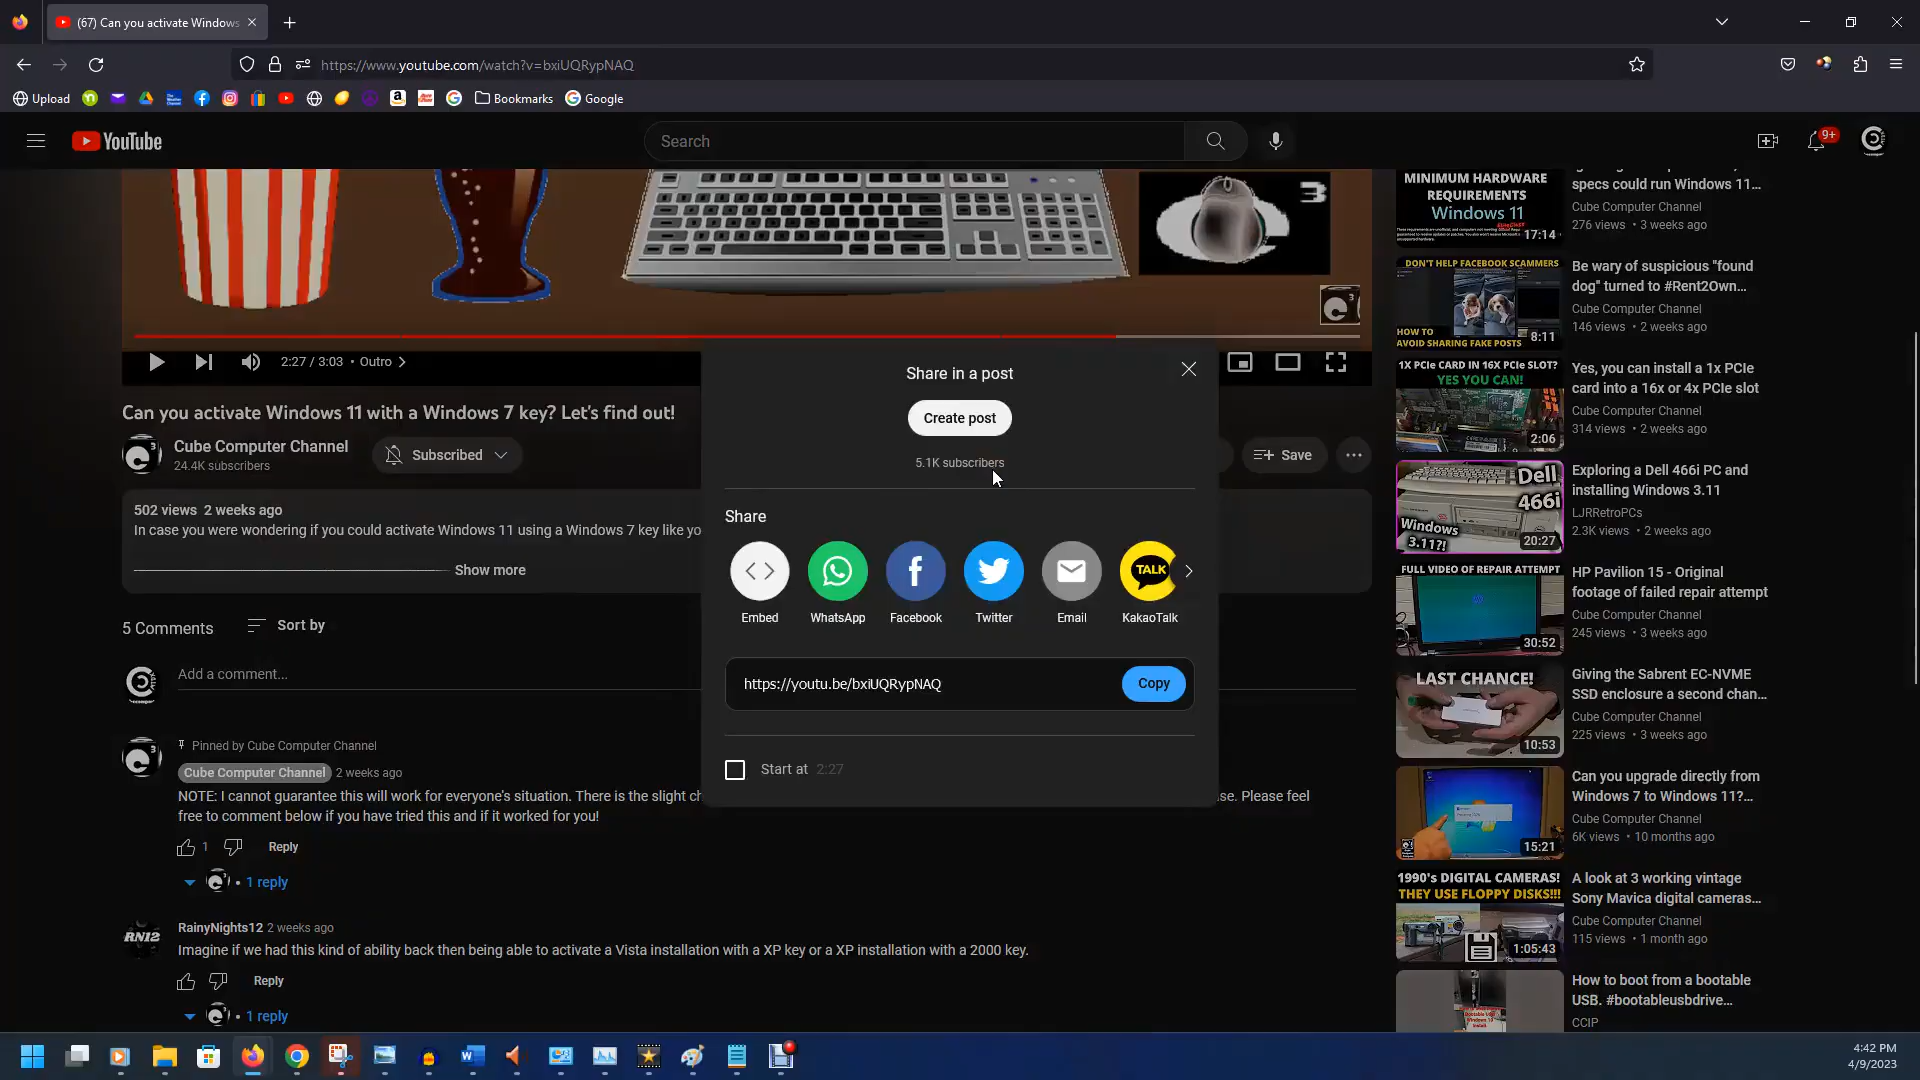 (67) Can you activate Windows
https://www.youtube.com/watch?v=bxiUQRypNAQ
Upload
Bookmarks
Google
YouTube
Search
9+
3
2:27 / 3:03 • Outro
Can you activate Windows 11 with a Windows 7 key? Let's find out!
Cube Computer Channel
24.4K subscribers
Subscribed
Save
502 views 2 weeks ago
In case you were wondering if you could activate Windows 11 using a Windows 7 key like yo
Show more
5 Comments
Sort by
Add a comment...
Pinned by Cube Computer Channel
Cube Computer Channel 2 weeks ago
NOTE: I cannot guarantee this will work for everyone's situation. There is the slight ch
se. Please feel
free to comment below if you have tried this and if it worked for you!
1
Reply
• 1 reply
RN12
RainyNights12 2 weeks ago
Imagine if we had this kind of ability back then being able to activate a Vista installation with a XP key or a XP installation with a 2000 key.
Reply
• 1 reply
Share in a post
Create post
5.1K subscribers
Share
TALK
Embed
WhatsApp
Facebook
Twitter
Email
KakaoTalk
https://youtu.be/bxiUQRypNAQ
Copy
Start at 2:27
MINIMUM HARDWARE
REQUIREMENTS
Windows 11
17:14
specs could run Windows 11...
Cube Computer Channel
276 views • 3 weeks ago
DON'T HELP FACEBOOK SCAMMERS
HOW TO
AVOID SHARING FAKE POSTS
8:11
Be wary of suspicious "found
dog" turned to #Rent2Own...
Cube Computer Channel
146 views • 2 weeks ago
1X PCIe CARD IN 16X PCIe SLOT?
YES YOU CAN!
2:06
Yes, you can install a 1x PCIe
card into a 16x or 4x PCIe slot
Cube Computer Channel
314 views • 2 weeks ago
Dell
466i
Windows
3.11?!
20:27
Exploring a Dell 466i PC and
installing Windows 3.11
LJRRetroPCs
2.3K views • 2 weeks ago
FULL VIDEO OF REPAIR ATTEMPT
30:52
HP Pavilion 15 - Original
footage of failed repair attempt
Cube Computer Channel
245 views • 3 weeks ago
LAST CHANCE!
10:53
Giving the Sabrent EC-NVME
SSD enclosure a second chan...
Cube Computer Channel
225 views • 3 weeks ago
15:21
Can you upgrade directly from
Windows 7 to Windows 11?...
Cube Computer Channel
6K views • 10 months ago
1990's DIGITAL CAMERAS!
THEY USE FLOPPY DISKS!!!
1:05:43
A look at 3 working vintage
Sony Mavica digital cameras...
Cube Computer Channel
115 views • 1 month ago
How to boot from a bootable
USB. #bootableusbdrive...
CCIP
4:42 PM
4/9/2023